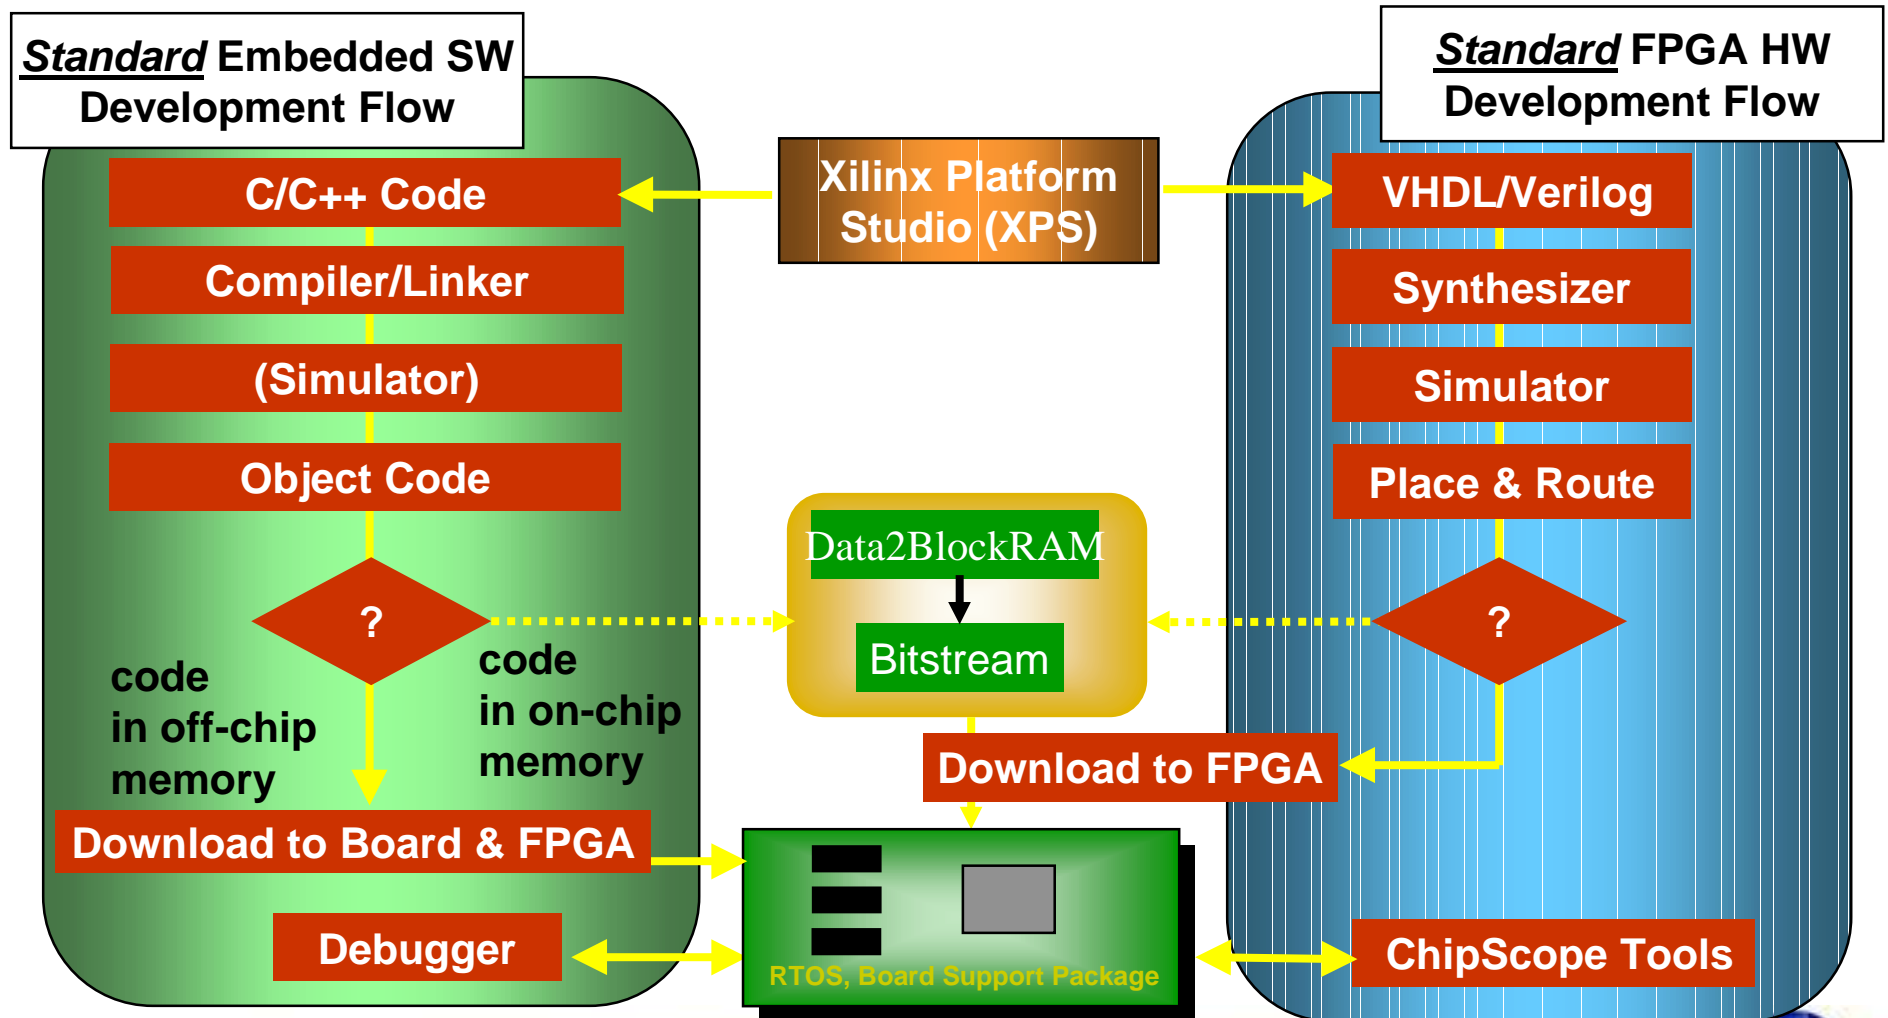 Standard Embedded SW
Development Flow
C/C++ Code
Compiler/Linker
(Simulator)
Object Code
?
code
in off-chip
memory
code
in on-chip
memory
Download to Board & FPGA
Debugger
Xilinx Platform
Studio (XPS)
Data2BlockRAM
Bitstream
Download to FPGA
RTOS, Board Support Package
Standard FPGA HW
Development Flow
VHDL/Verilog
Synthesizer
Simulator
Place & Route
?
ChipScope Tools